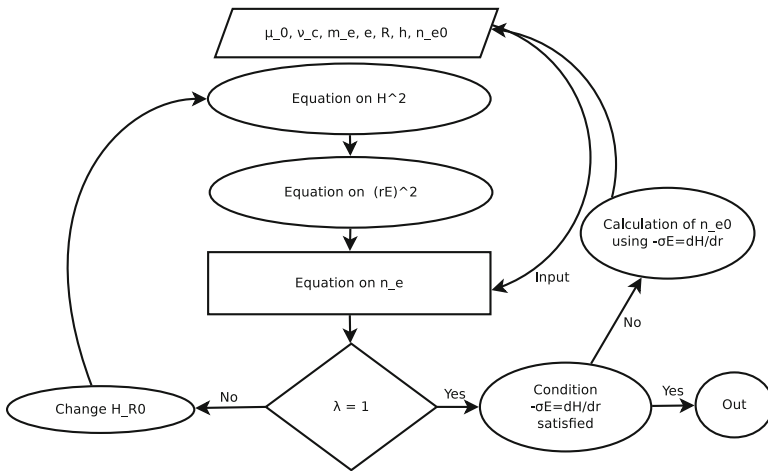 μ_0, ν_c, m_e, e, R, h, n_e0
Equation on H^2
Equation on (rE)^2
Calculation of n_e0
using -σE=dH/dr
Equation on n_e
Input
No
No
Yes
Yes
Change H_R0
λ = 1
Condition
-σE=dH/dr
satisfied
Out